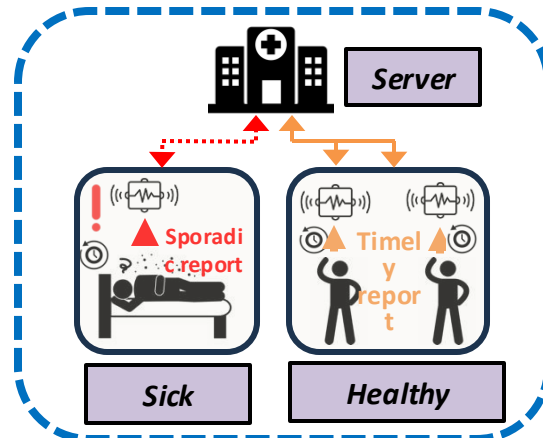 Server
Sporadi
c report
Timel
y
repor
t
Sick
Healthy